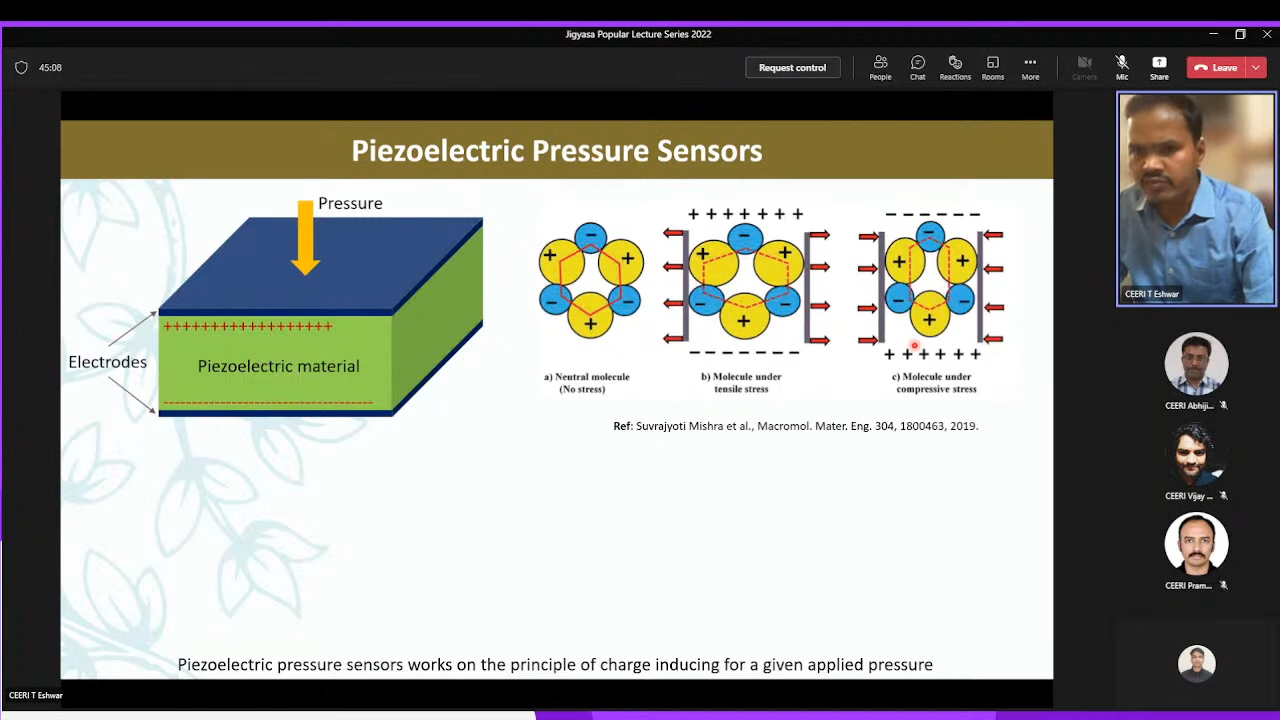 Jigyasa Popular Lecture Series 2022
45:08
Request control
People
Chat
Reactions
Rooms
More
Camera
Mic
Share
Leave
Piezoelectric Pressure Sensors
Pressure
+++++++++++++++++++
Electrodes
Piezoelectric material
+ + + + + + +
- - - - - - -
- - - - - -
+ + + + + +
a) Neutral molecule
(No stress)
b) Molecule under
tensile stress
c) Molecule under
compressive stress
Ref: Suvrajyoti Mishra et al., Macromol. Mater. Eng. 304, 1800463, 2019.
Piezoelectric pressure sensors works on the principle of charge inducing for a given applied pressure
CEERI T Eshwar
CEERI T Eshwar
CEERI Abhiji...
CEERI Vijay ...
CEERI Pram...